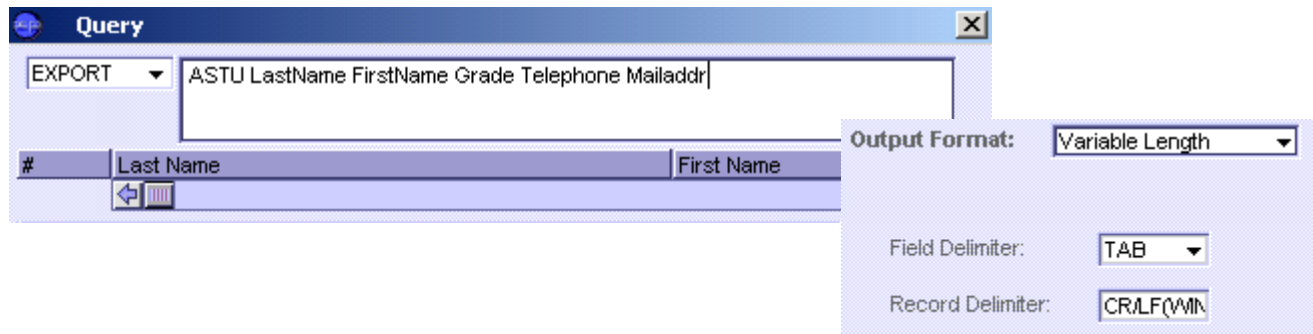 Query
EXPORT
ASTU LastName FirstName Grade Telephone Mailaddr
# Last Name First Name
Output Format: Variable Length
Field Delimiter: TAB
Record Delimiter: CR/LF(WIN